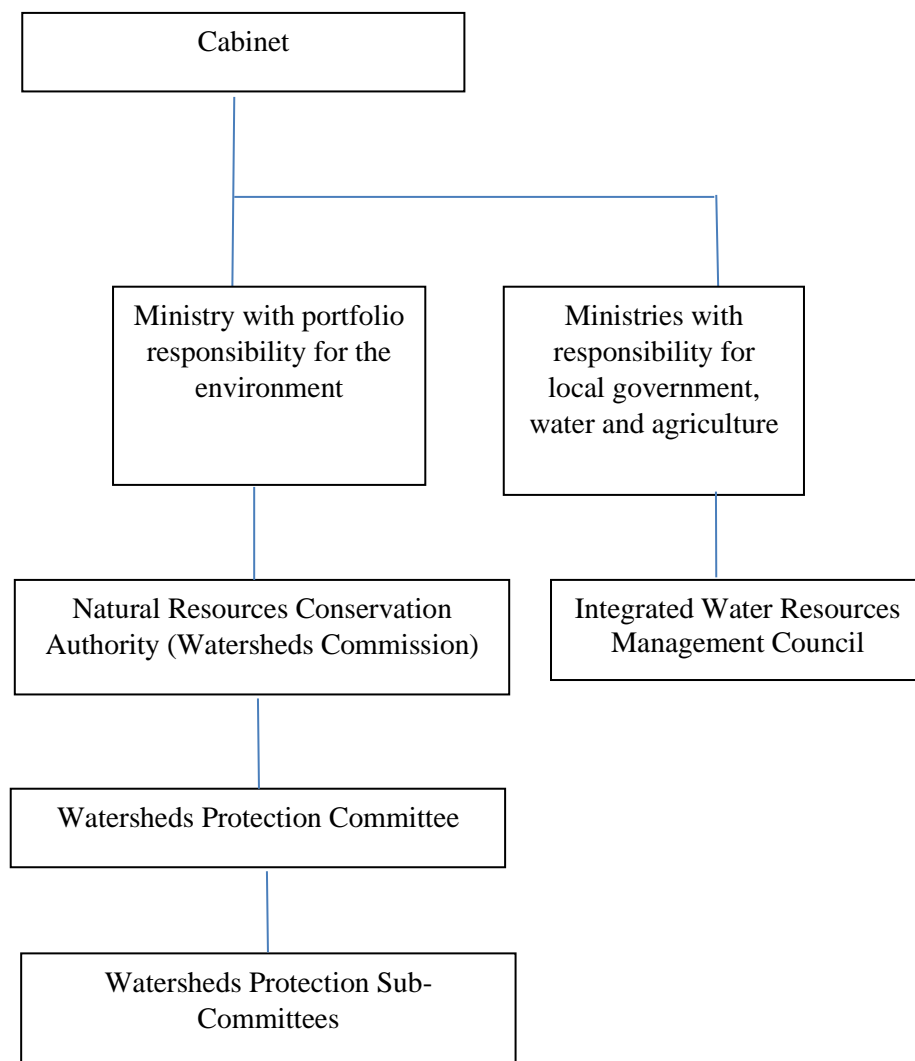 Cabinet
Ministry with portfolio
responsibility for the
environment
Ministries with
responsibility for
local government,
water and agriculture
Natural Resources Conservation
Authority (Watersheds Commission)
Integrated Water Resources
Management Council
Watersheds Protection Committee
Watersheds Protection Sub-
Committees